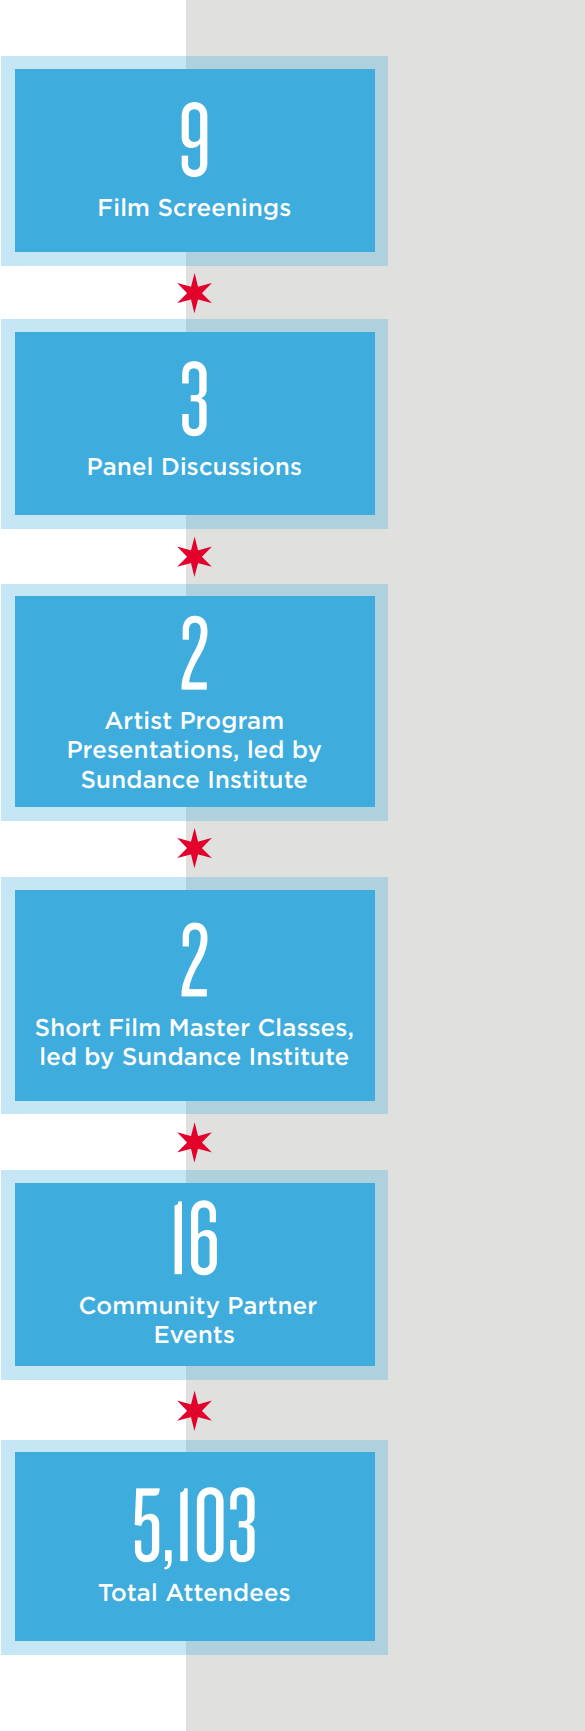 9
Film Screenings
3
Panel Discussions
2
Artist Program
Presentations, led by
Sundance Institute
2
Short Film Master Classes,
led by Sundance Institute
16
Community Partner
Events
5,103
Total Attendees